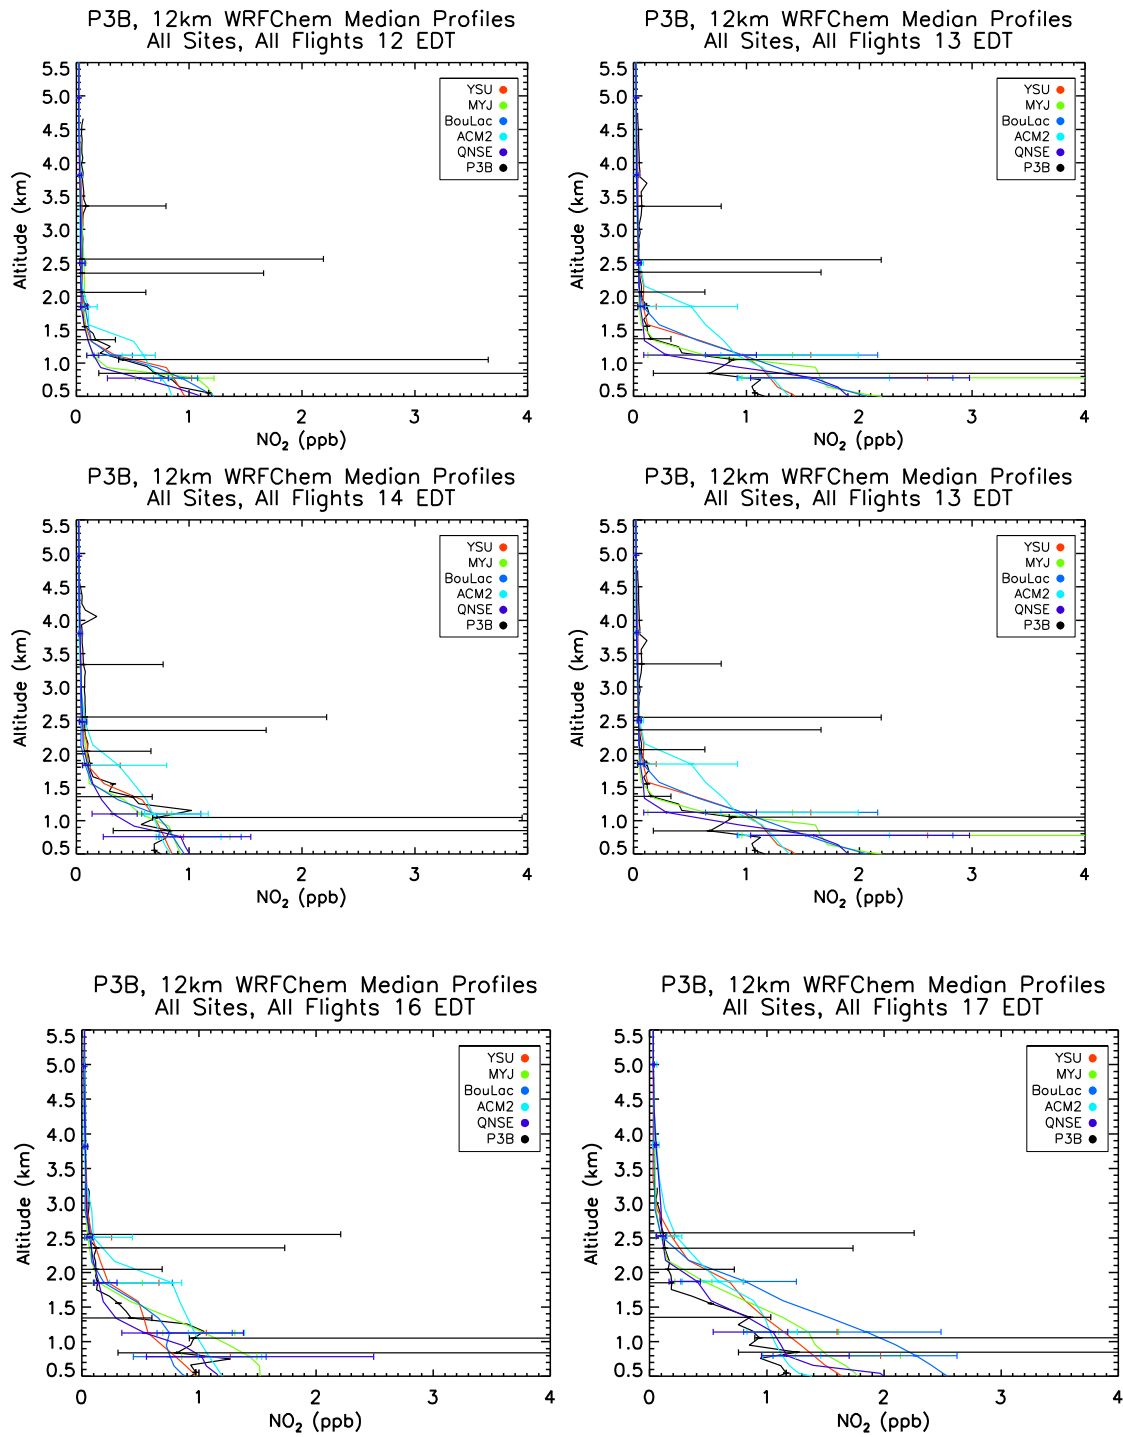 P3B, 12km WRFChem Median Profiles
All Sites, All Flights 12 EDT
5.5
5.0
4.5
4.0
3.5
3.0
2.5
2.0
1.5
1.0
0.5
Altitude (km)
YSU
MYJ
BouLac
ACM2
QNSE
P3B
0 1 2 3 4
NO2 (ppb)
P3B, 12km WRFChem Median Profiles
All Sites, All Flights 13 EDT
5.5
5.0
4.5
4.0
3.5
3.0
2.5
2.0
1.5
1.0
0.5
Altitude (km)
YSU
MYJ
BouLac
ACM2
QNSE
P3B
0 1 2 3 4
NO2 (ppb)
P3B, 12km WRFChem Median Profiles
All Sites, All Flights 14 EDT
5.5
5.0
4.5
4.0
3.5
3.0
2.5
2.0
1.5
1.0
0.5
Altitude (km)
YSU
MYJ
BouLac
ACM2
QNSE
P3B
0 1 2 3 4
NO2 (ppb)
P3B, 12km WRFChem Median Profiles
All Sites, All Flights 13 EDT
5.5
5.0
4.5
4.0
3.5
3.0
2.5
2.0
1.5
1.0
0.5
Altitude (km)
YSU
MYJ
BouLac
ACM2
QNSE
P3B
0 1 2 3 4
NO2 (ppb)
P3B, 12km WRFChem Median Profiles
All Sites, All Flights 16 EDT
5.5
5.0
4.5
4.0
3.5
3.0
2.5
2.0
1.5
1.0
0.5
Altitude (km)
YSU
MYJ
BouLac
ACM2
QNSE
P3B
0 1 2 3 4
NO2 (ppb)
P3B, 12km WRFChem Median Profiles
All Sites, All Flights 17 EDT
5.5
5.0
4.5
4.0
3.5
3.0
2.5
2.0
1.5
1.0
0.5
Altitude (km)
YSU
MYJ
BouLac
ACM2
QNSE
P3B
0 1 2 3 4
NO2 (ppb)